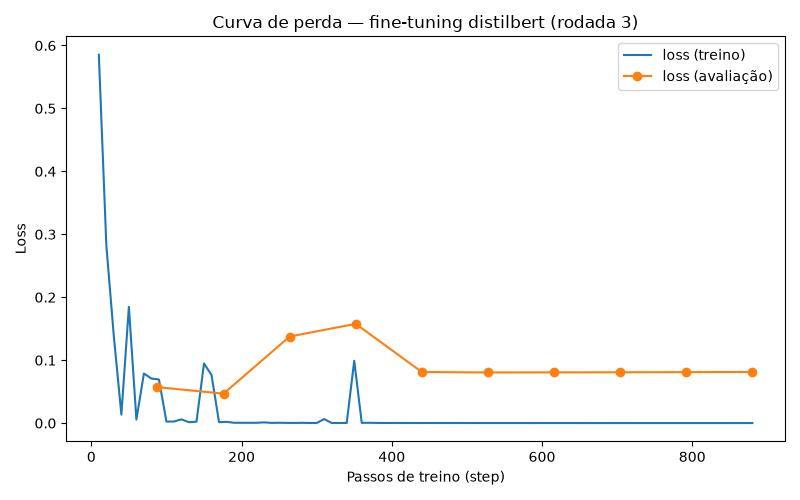 Curva de perda — fine-tuning distilbert (rodada 3)
loss (treino)
loss (avaliação)
Loss
0.6
0.5
0.4
0.3
0.2
0.1
0.0
0 200 400 600 800
Passos de treino (step)